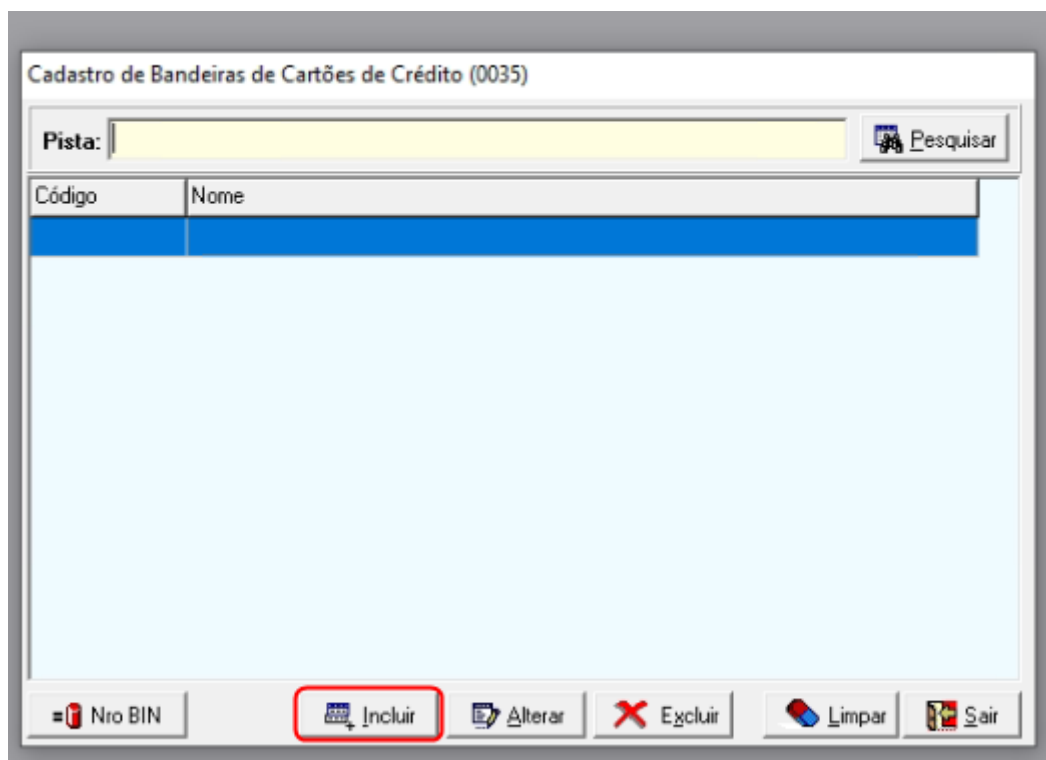 Cadastro de Bandeiras de Cartões de Crédito (0035)
Pista: Pesquisar
Código Nome
Nro BIN Incluir Alterar Excluir Limpar Sair